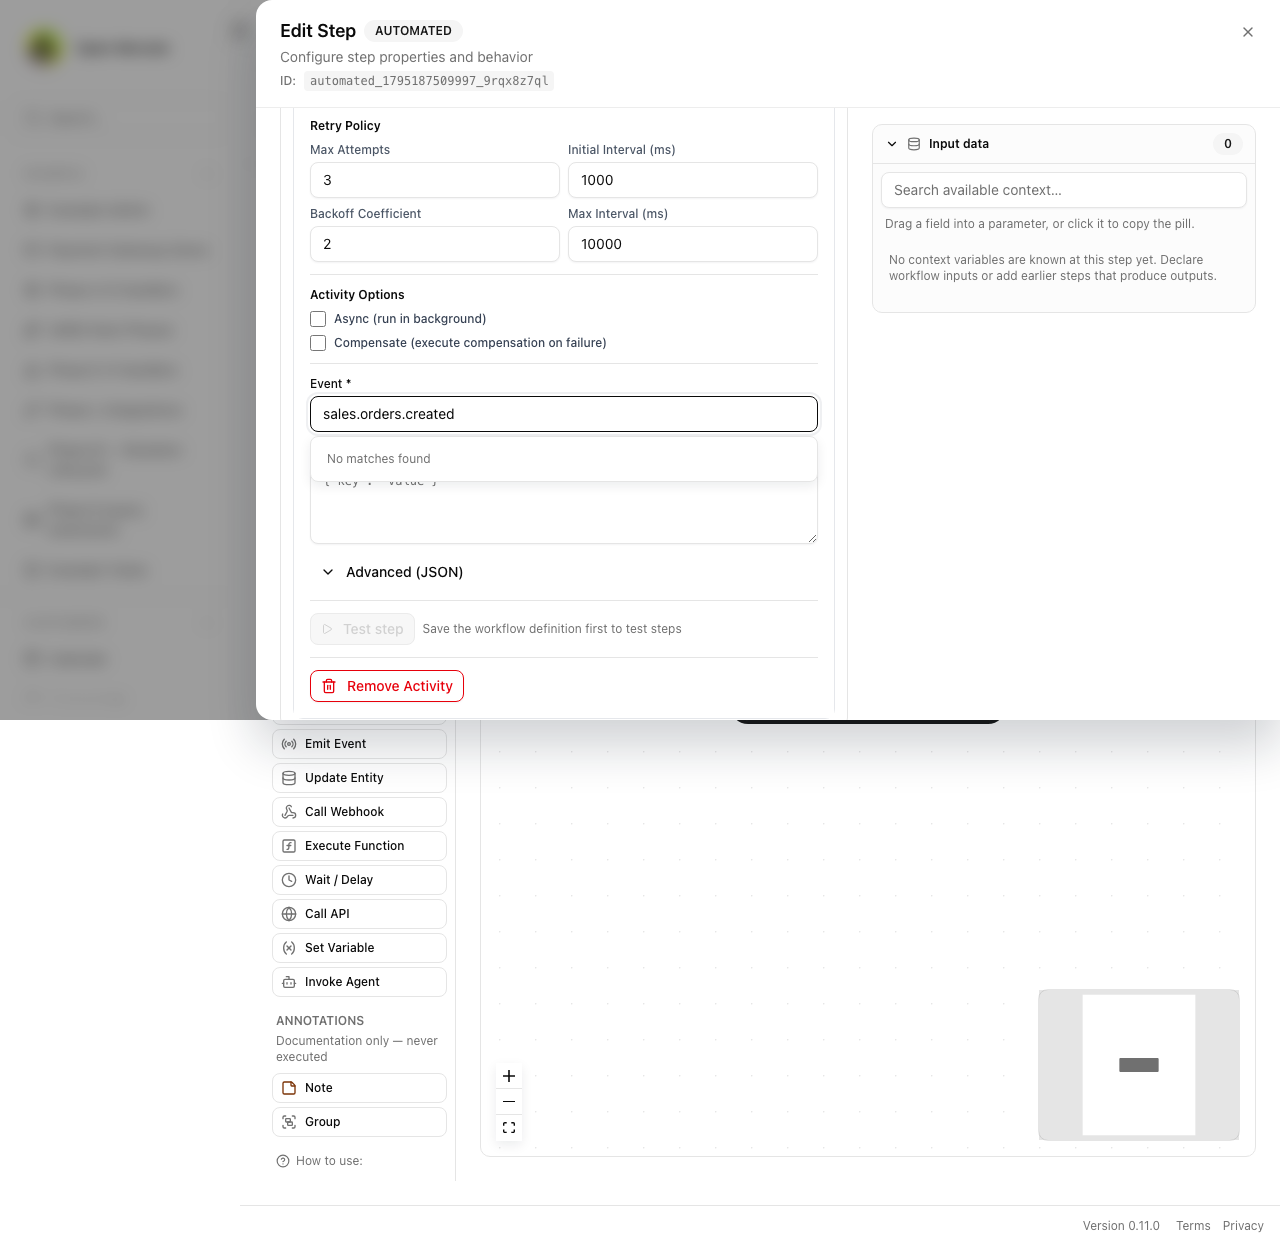 Edit Step AUTOMATED
Configure step properties and behavior
ID: automated_1795187509997_9rqx8z7ql
Retry Policy
Max Attempts Initial Interval (ms)
3 1000
Backoff Coefficient Max Interval (ms)
2 10000
Activity Options
Async (run in background)
Compensate (execute compensation on failure)
Event *
sales.orders.created
No matches found
Advanced (JSON)
Test step Save the workflow definition first to test steps
Remove Activity
Input data 0
Search available context...
Drag a field into a parameter, or click it to copy the pill.
No context variables are known at this step yet. Declare
workflow inputs or add earlier steps that produce outputs.
Emit Event
Update Entity
Call Webhook
Execute Function
Wait / Delay
Call API
Set Variable
Invoke Agent
ANNOTATIONS
Documentation only — never
executed
Note
Group
How to use:
Version 0.11.0 Terms Privacy